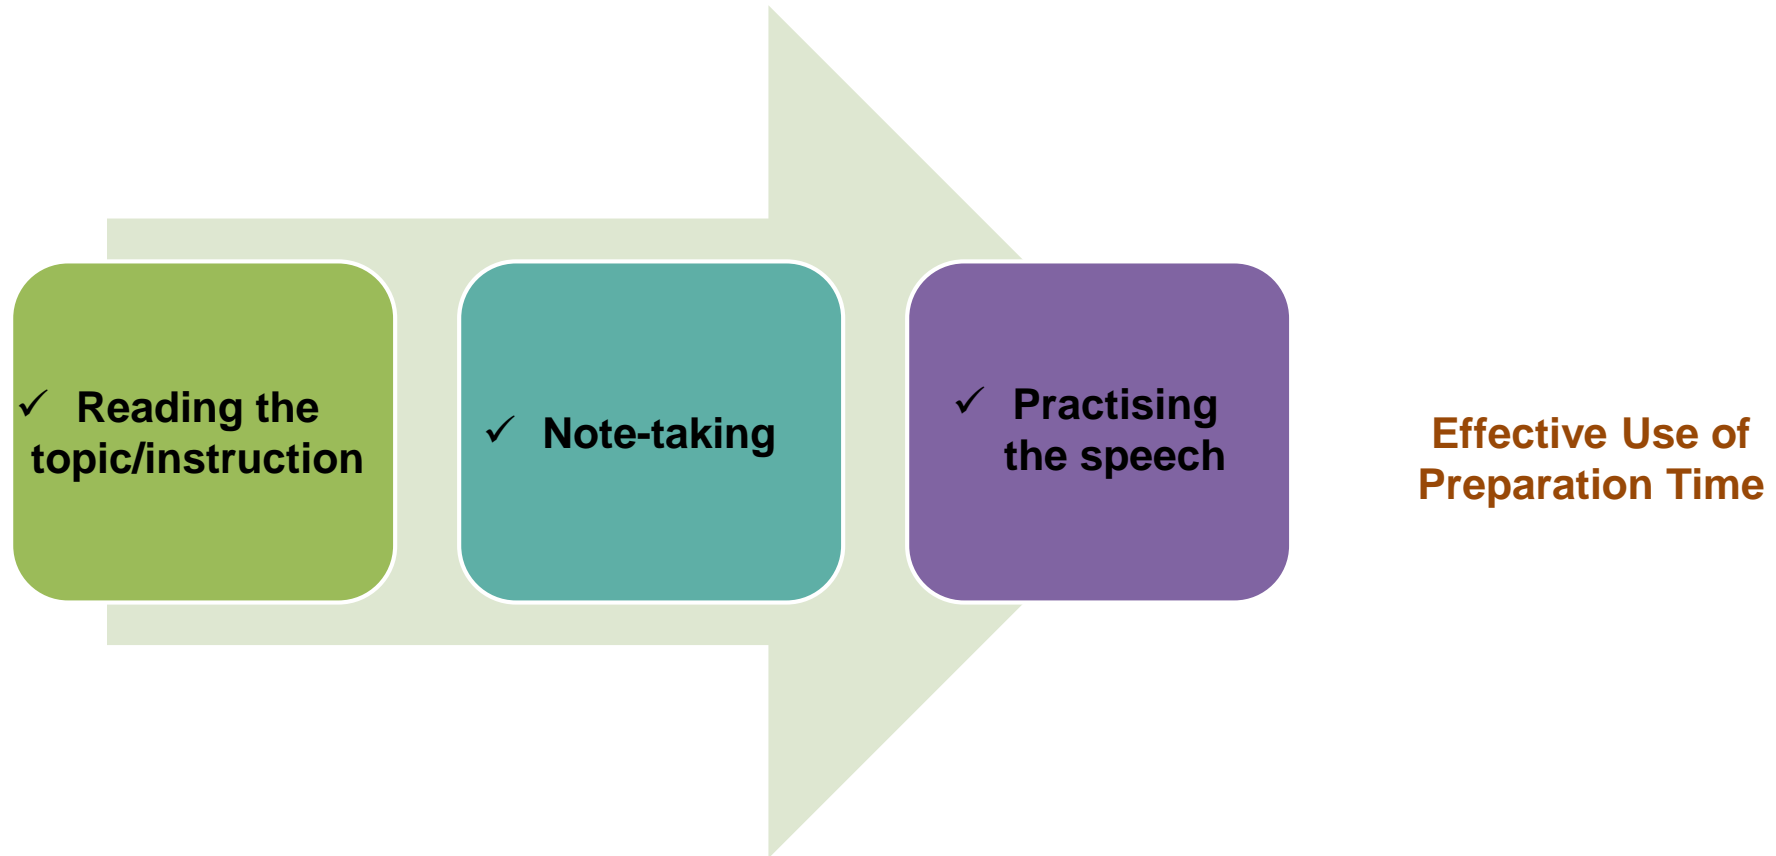 ✓ Reading the
topic/instruction
✓ Note-taking
✓ Practising
the speech
Effective Use of
Preparation Time